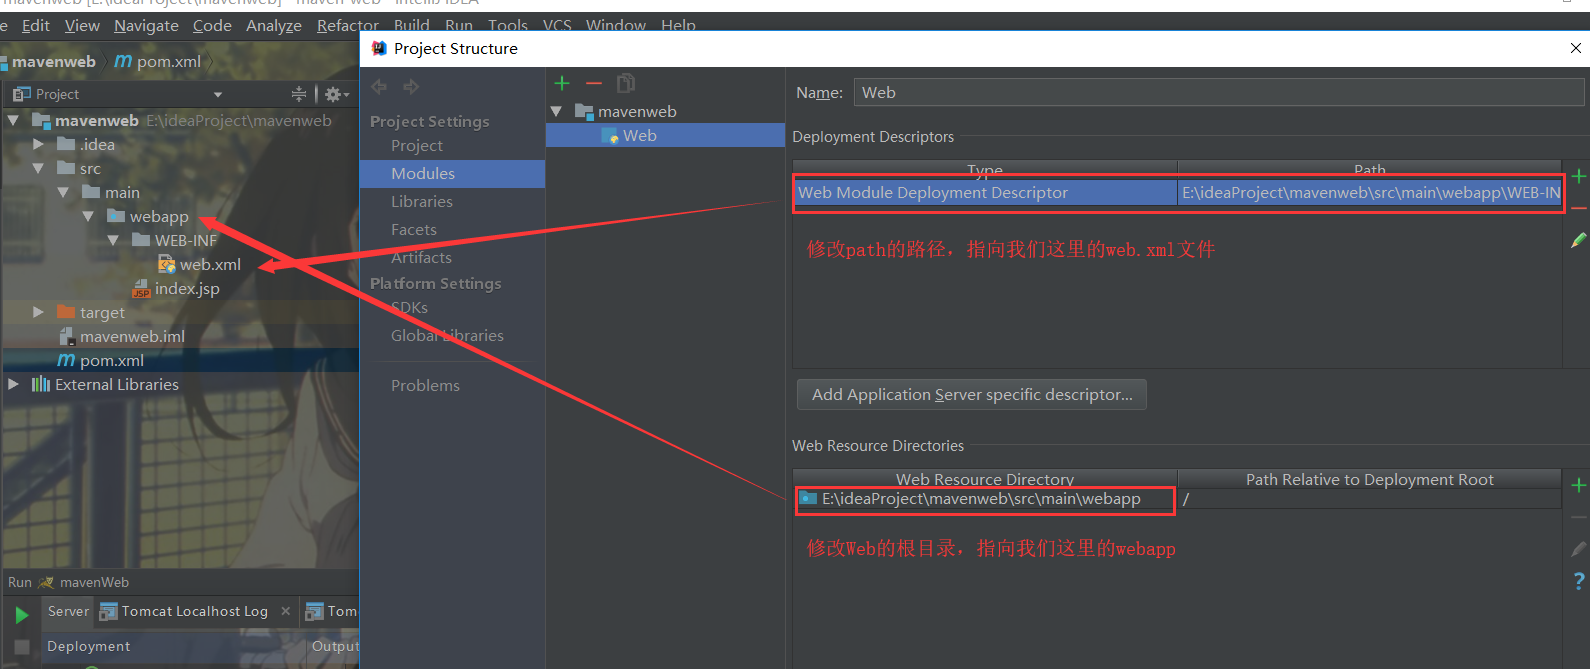 mavenweb [E:\ideaProject\mavenweb] - maven-web - IntelliJ IDEA
e Edit View Navigate Code Analyze Refactor Build Run Tools VCS Window Help
mavenweb m pom.xml
Project
mavenweb E:\ideaProject\mavenweb
.idea
src
main
webapp
WEB-INF
web.xml
index.jsp
target
mavenweb.iml
pom.xml
External Libraries
Run mavenWeb
Server Tomcat Localhost Log × Tom
Deployment Output
Project Structure
Project Settings
Project
Modules
Libraries
Facets
Artifacts
Platform Settings
SDKs
Global Libraries
Problems
mavenweb
Web
Name: Web
Deployment Descriptors
Type Path
Web Module Deployment Descriptor E:\ideaProject\mavenweb\src\main\webapp\WEB-IN
修改path的路径，指向我们这里的web.xml文件
Add Application Server specific descriptor...
Web Resource Directories
Web Resource Directory Path Relative to Deployment Root
E:\ideaProject\mavenweb\src\main\webapp /
修改Web的根目录，指向我们这里的webapp